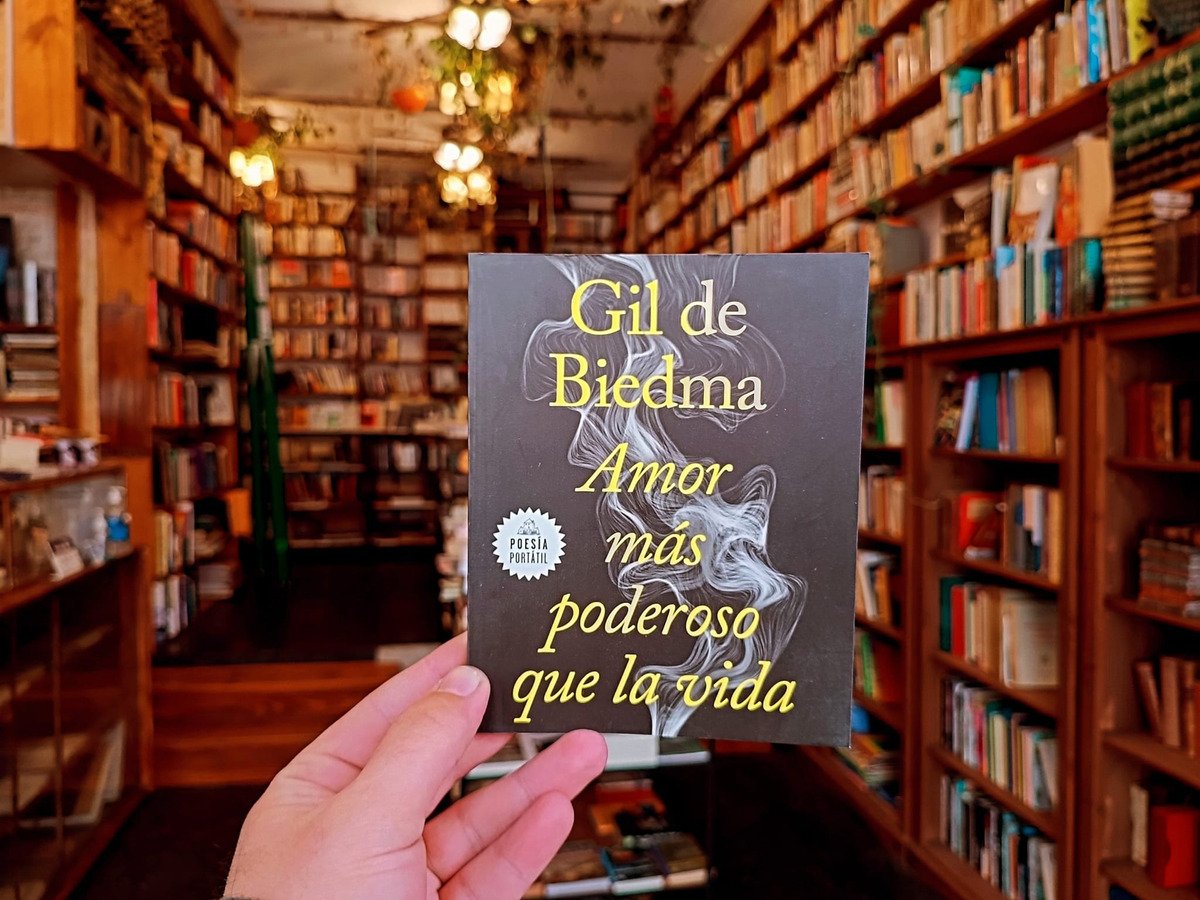 Gil de
Biedma
Amor
más
poderoso
que la vida
POESÍA
PORTÁTIL